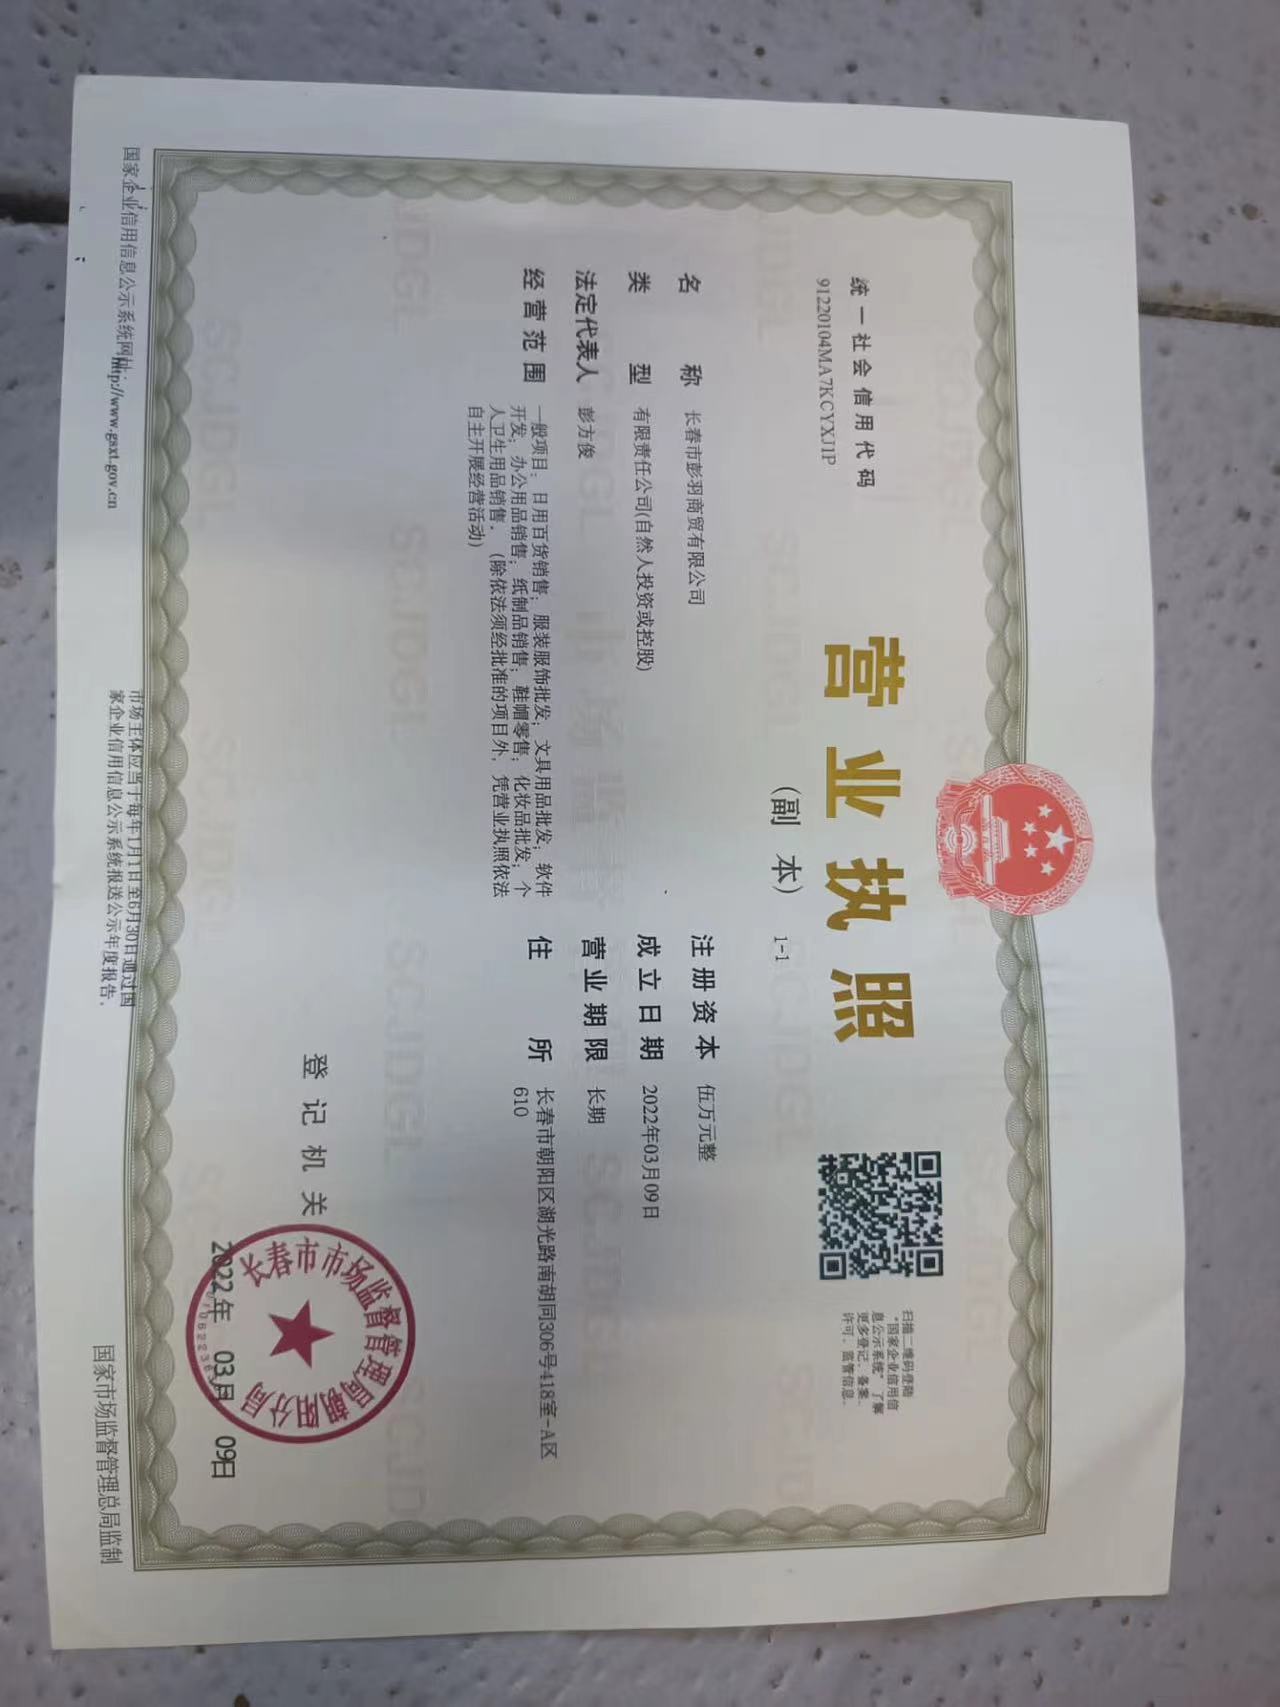 统一社会信用代码
91220104MA7KCYXJ1P
营业执照
(副 本) 1-1
扫描二维码登陆
“国家企业信用信
息公示系统”了解
更多登记、备案、
许可、监管信息。
名 称 长春市彭羽商贸有限公司
类 型 有限责任公司(自然人投资或控股)
法定代表人 彭方俊
经营范围 一般项目：日用百货销售；服装服饰批发；文具用品批发；软件
开发；办公用品销售；纸制品销售；鞋帽零售；化妆品批发；个
人卫生用品销售。（除依法须经批准的项目外，凭营业执照依法
自主开展经营活动）
注册资本 伍万元整
成立日期 2022年03月09日
营业期限 长期
住 所 长春市朝阳区湖光路南胡同306号418室-A区
610
登记机关
长春市市场监督管理局
朝阳分局
2022年 03月 09日
国家企业信用信息公示系统网址：http://www.gsxt.gov.cn
市场主体应当于每年1月1日至6月30日通过国
家企业信用信息公示系统报送公示年度报告。
国家市场监督管理总局监制
SCJDGL